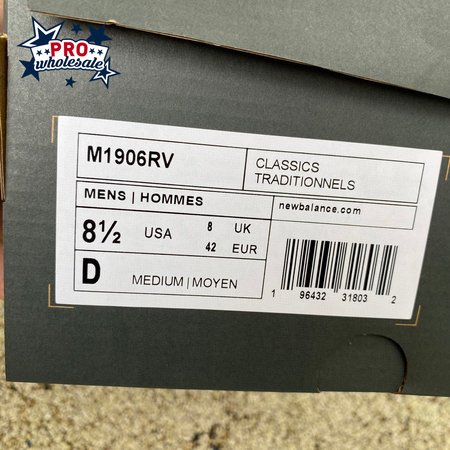 PRO
wholesale
M1906RV
CLASSICS
TRADITIONNELS
MENS | HOMMES
newbalance.com
8½ USA 8 UK
42 EUR
D MEDIUM | MOYEN
1 96432 31803 2